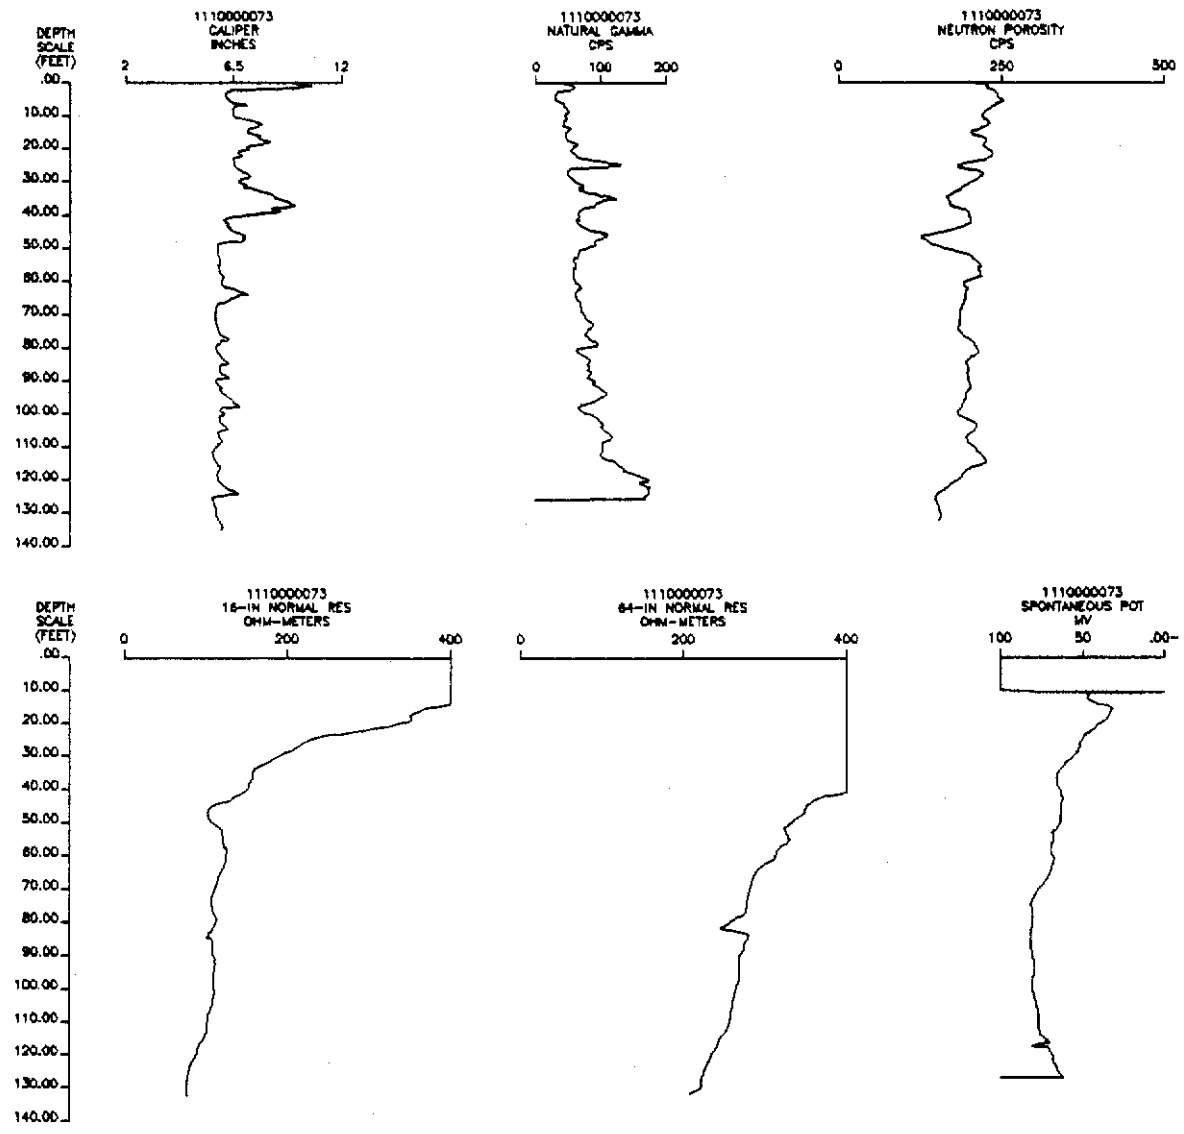 1110000073
CALIPER
INCHES
1110000073
NATURAL GAMMA
CPS
1110000073
NEUTRON POROSITY
CPS
DEPTH
SCALE
(FEET)
2 6.5 12
0 100 200
0 250 500
.00
10.00
20.00
30.00
40.00
50.00
60.00
70.00
80.00
90.00
100.00
110.00
120.00
130.00
140.00
1110000073
16-IN NORMAL RES
OHM-METERS
1110000073
64-IN NORMAL RES
OHM-METERS
1110000073
SPONTANEOUS POT
MV
DEPTH
SCALE
(FEET)
0 200 400
0 200 400
100 50 .00
.00
10.00
20.00
30.00
40.00
50.00
60.00
70.00
80.00
90.00
100.00
110.00
120.00
130.00
140.00